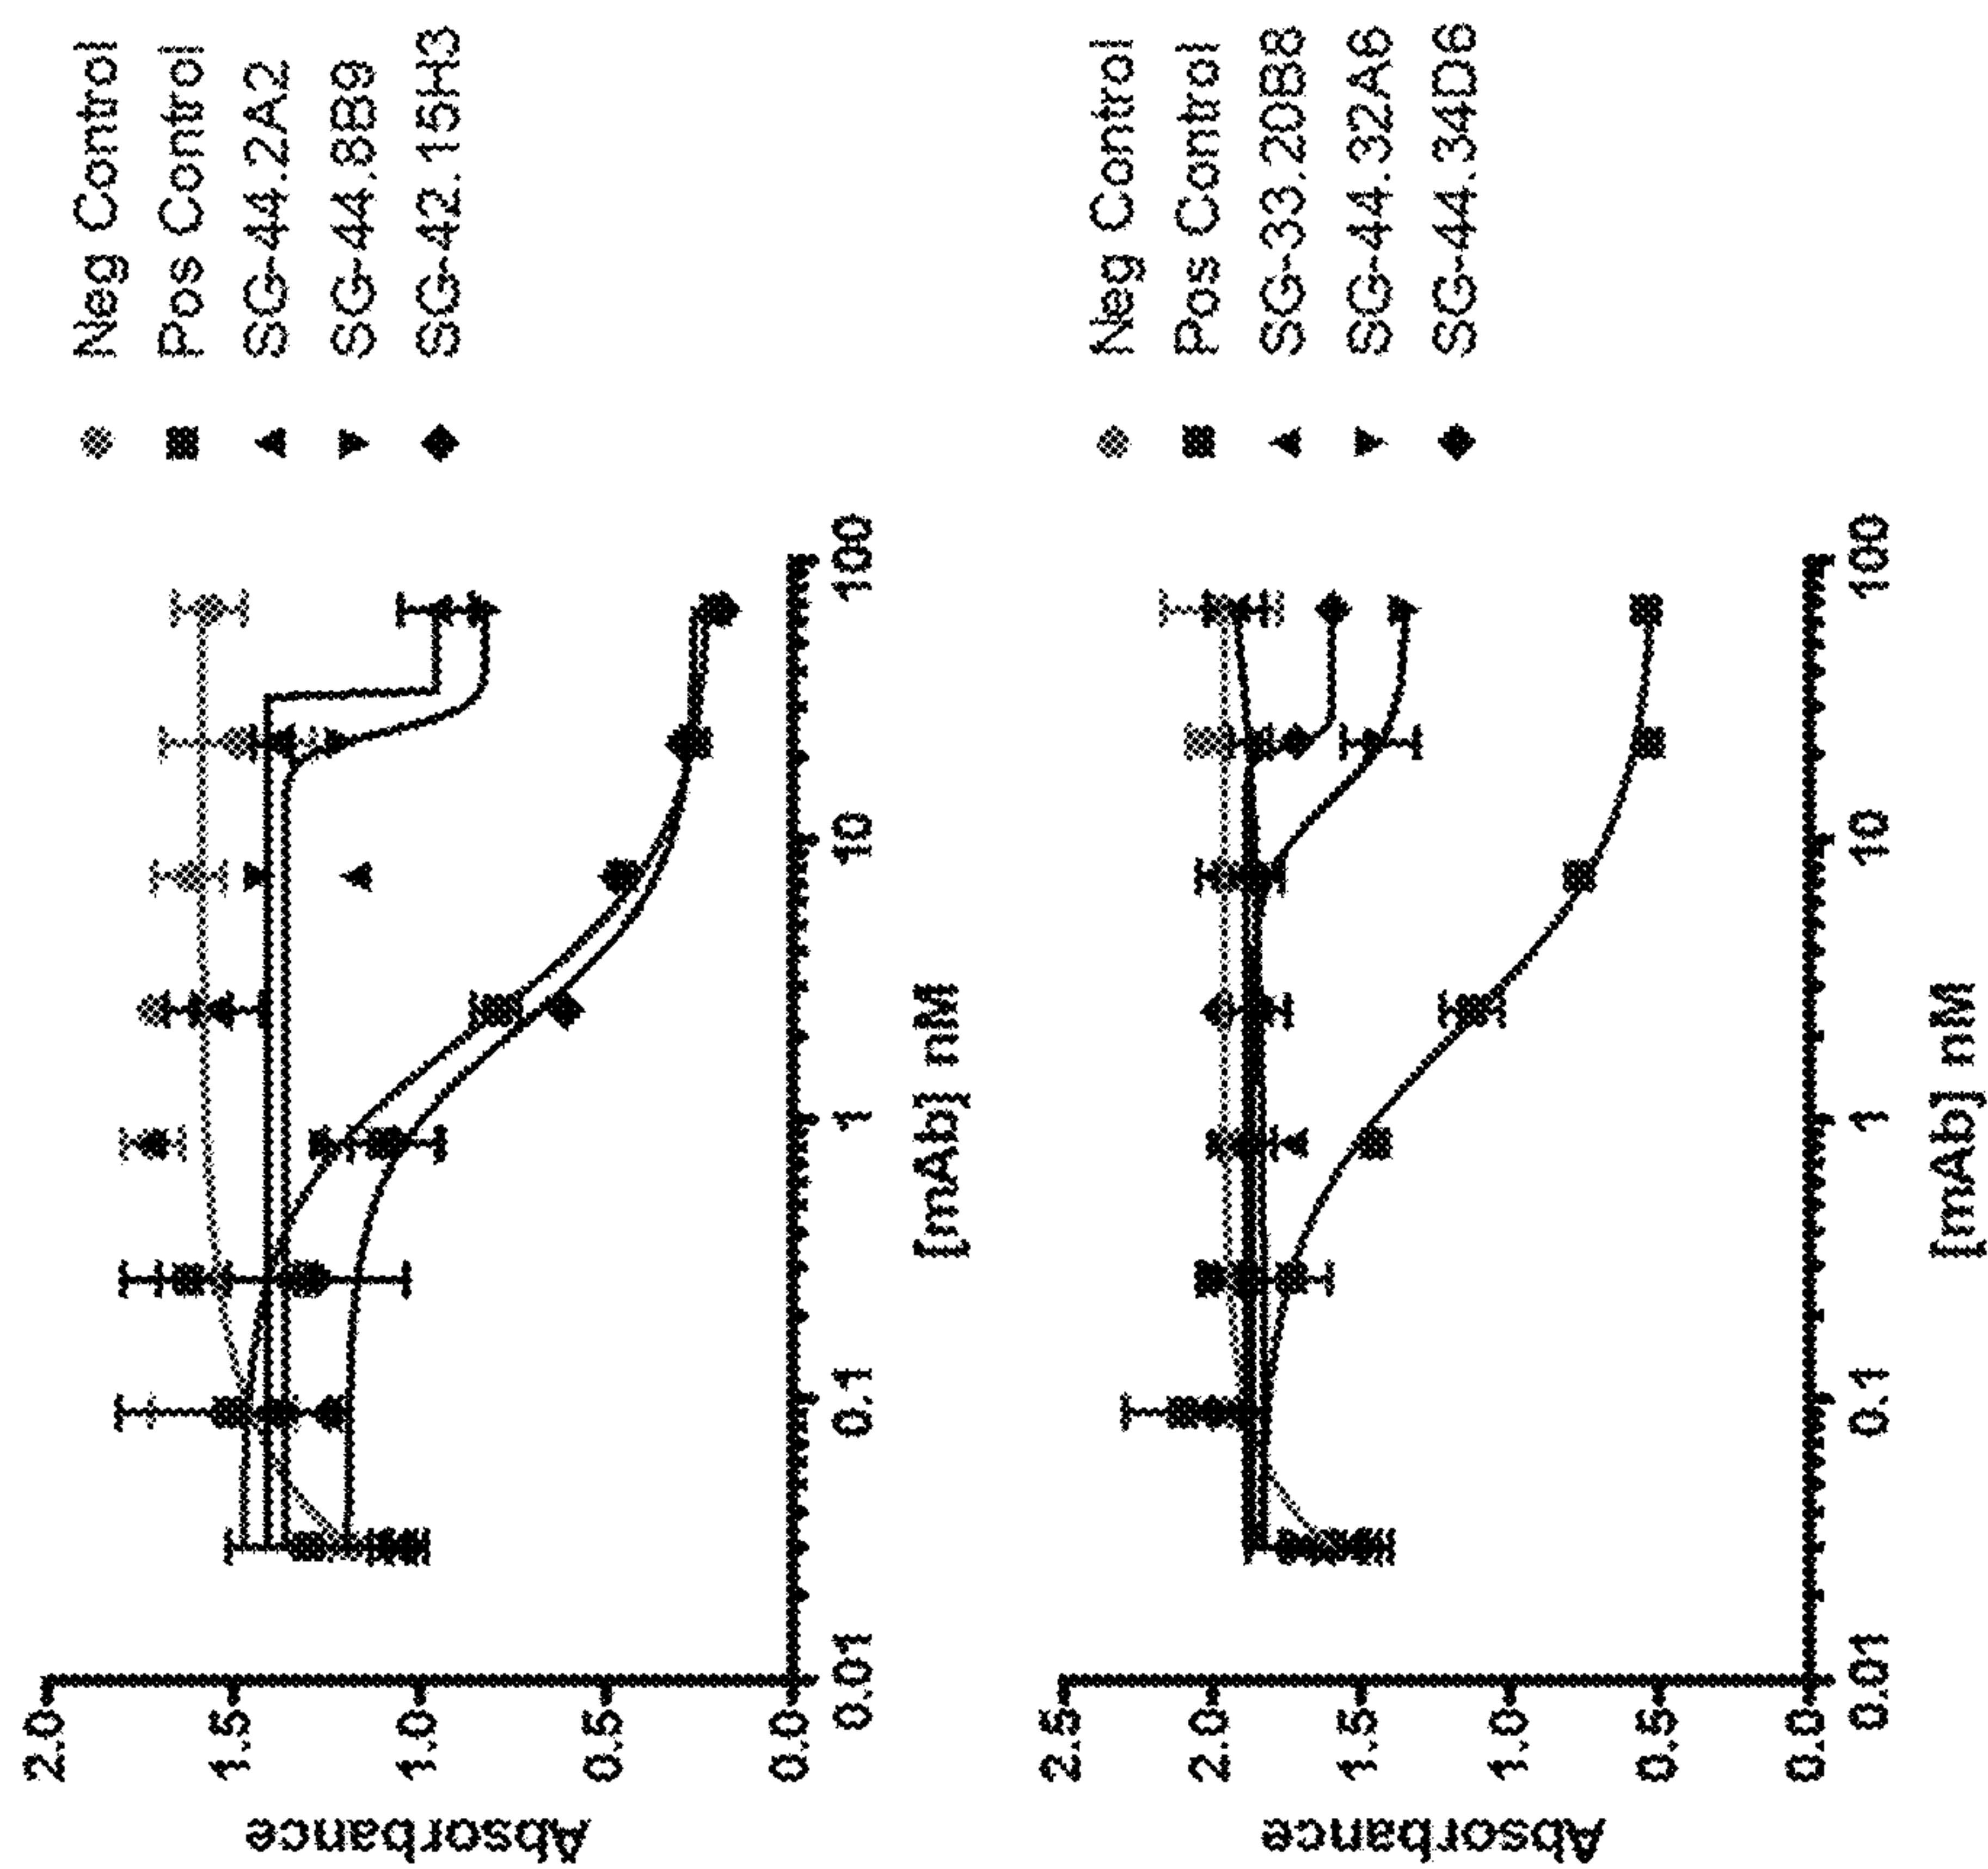 Absorbance
2.0
1.5
1.0
0.5
0.0
0.01
0.1
1
10
100
[mAb] nM
Neg Control
Pos Control
SG-44.2A2
SG-44.8B9
SG-42.15H3
Absorbance
2.5
2.0
1.5
1.0
0.5
0.0
0.01
0.1
1
10
100
[mAb] nM
Neg Control
Pos Control
SG-33.20B8
SG-44.32A6
SG-44.34D6